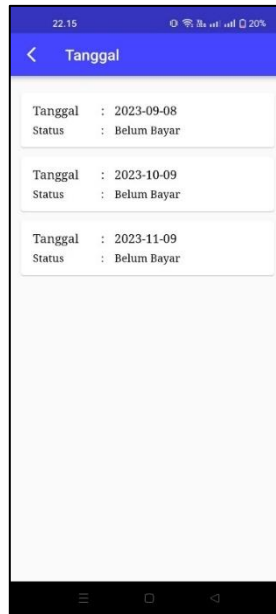 22.15 20%
Tanggal
Tanggal : 2023-09-08
Status : Belum Bayar
Tanggal : 2023-10-09
Status : Belum Bayar
Tanggal : 2023-11-09
Status : Belum Bayar